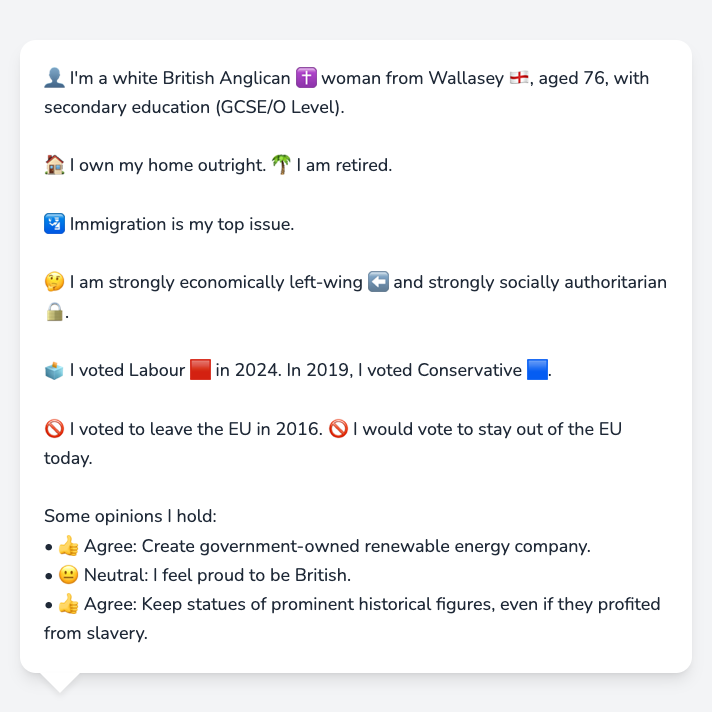 👤 I'm a white British Anglican ✝️ woman from Wallasey 🏴󠁧󠁢󠁥󠁮󠁧󠁿, aged 76, with
secondary education (GCSE/O Level).
🏠 I own my home outright. 🌴 I am retired.
🛂 Immigration is my top issue.
🤔 I am strongly economically left-wing ⬅️ and strongly socially authoritarian
🔒.
🗳️ I voted Labour 🟥 in 2024. In 2019, I voted Conservative 🟦.
🚫 I voted to leave the EU in 2016. 🚫 I would vote to stay out of the EU
today.
Some opinions I hold:
• 👍 Agree: Create government-owned renewable energy company.
• 😐 Neutral: I feel proud to be British.
• 👍 Agree: Keep statues of prominent historical figures, even if they profited
from slavery.